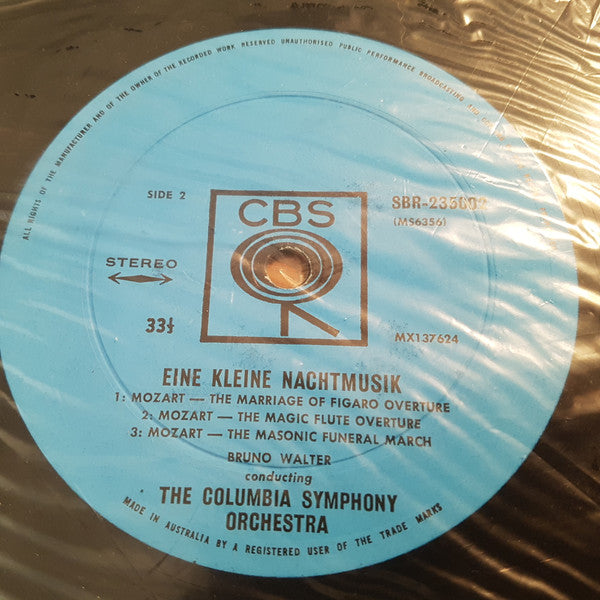 ALL RIGHTS OF THE MANUFACTURER AND OF THE OWNER OF THE RECORDED WORK RESERVED UNAUTHORISED PUBLIC PERFORMANCE BROADCASTING AND
SIDE 2
CBS
(MS6356)
STEREO
33⅓
MX137624
EINE KLEINE NACHTMUSIK
1: MOZART — THE MARRIAGE OF FIGARO OVERTURE
2: MOZART — THE MAGIC FLUTE OVERTURE
3: MOZART — THE MASONIC FUNERAL MARCH
BRUNO WALTER
conducting
THE COLUMBIA SYMPHONY
ORCHESTRA
MADE IN AUSTRALIA BY A REGISTERED USER OF THE TRADE MARKS